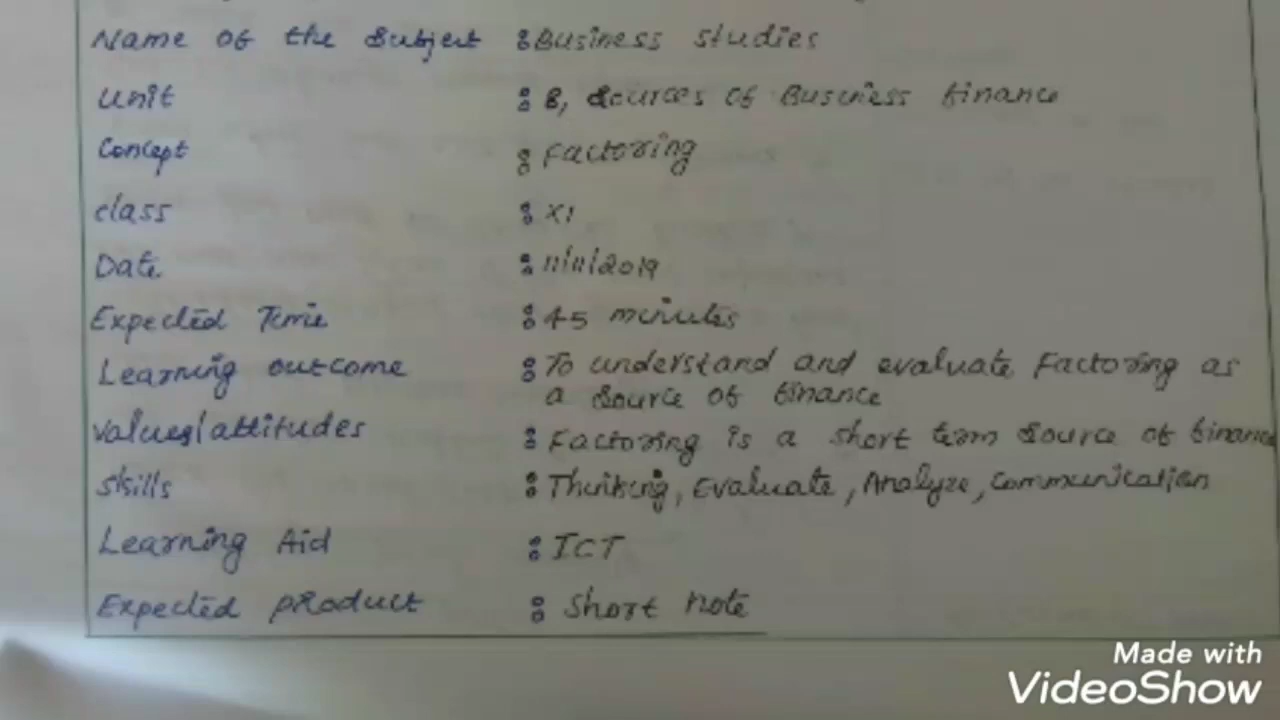 Name of the Subject : Business studies
Unit : 8, Sources of Business finance
Concept : Factoring
class : XI
Date : 11/11/2019
Expected Time : 45 minutes
Learning outcome : To understand and evaluate Factoring as
a source of finance
values/attitudes : Factoring is a short term source of finance
skills : Thinking, Evaluate, Analyze, Communication
Learning Aid : ICT
Expected product : Short note
Made with
VideoShow